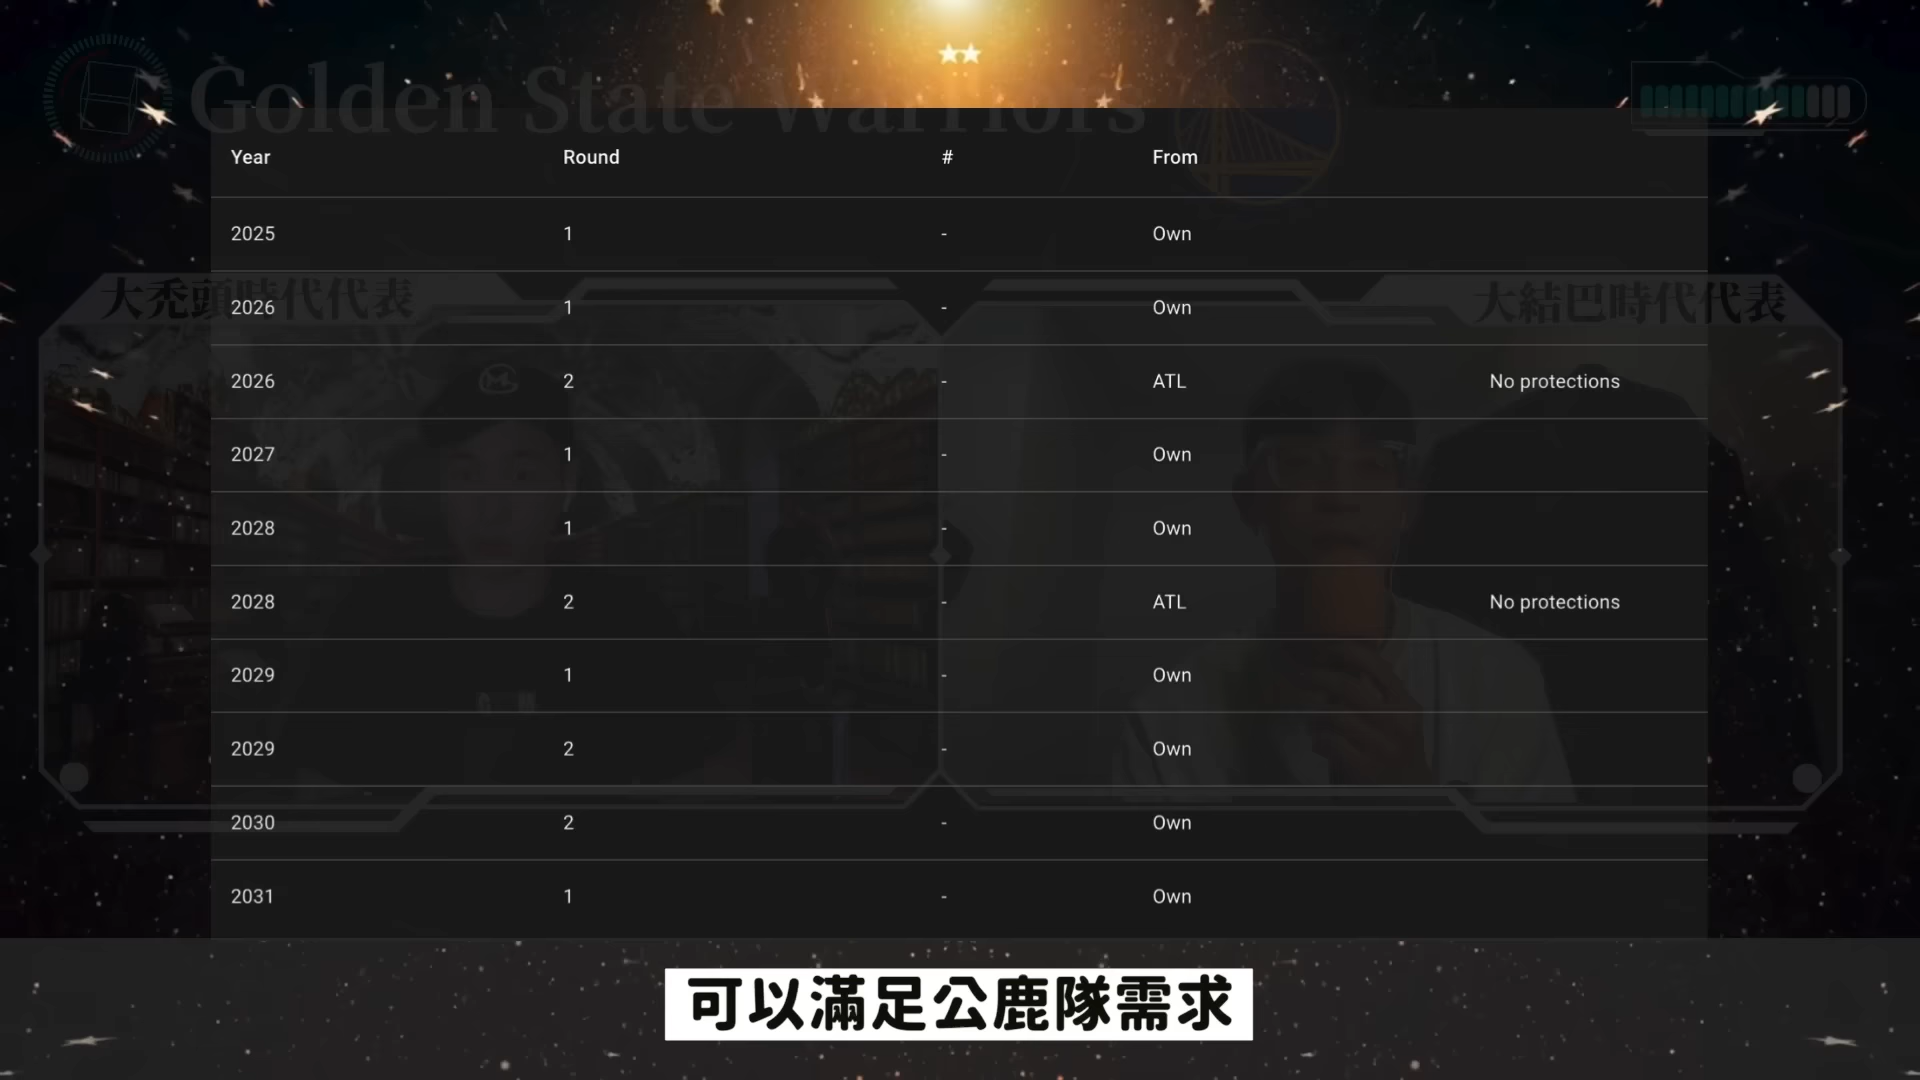 Golden State Warriors
Year Round # From
2025 1 - Own
大禿頭時代代表 大結巴時代代表
2026 1 - Own
2026 2 - ATL No protections
2027 1 - Own
2028 1 - Own
2028 2 - ATL No protections
2029 1 - Own
2029 2 - Own
2030 2 - Own
2031 1 - Own
可以滿足公鹿隊需求